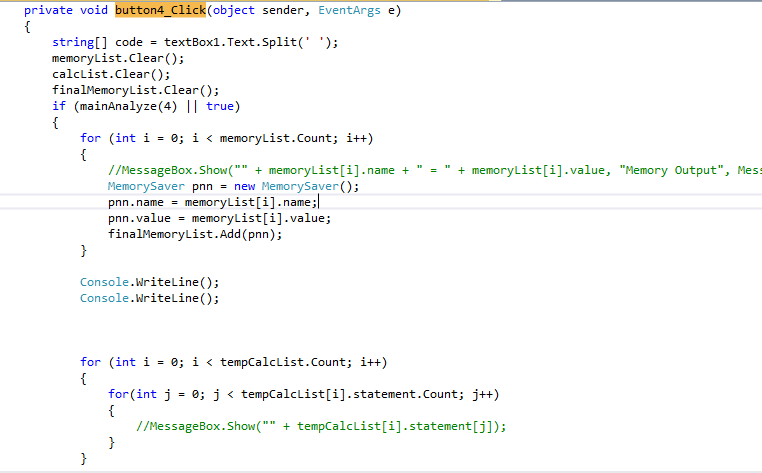 private void button4_Click(object sender, EventArgs e)
{
string[] code = textBox1.Text.Split(' ');
memoryList.Clear();
calcList.Clear();
finalMemoryList.Clear();
if (mainAnalyze(4) || true)
{
for (int i = 0; i < memoryList.Count; i++)
{
//MessageBox.Show("" + memoryList[i].name + " = " + memoryList[i].value, "Memory Output", Mess
MemorySaver pnn = new MemorySaver();
pnn.name = memoryList[i].name;
pnn.value = memoryList[i].value;
finalMemoryList.Add(pnn);
}
Console.WriteLine();
Console.WriteLine();
for (int i = 0; i < tempCalcList.Count; i++)
{
for(int j = 0; j < tempCalcList[i].statement.Count; j++)
{
//MessageBox.Show("" + tempCalcList[i].statement[j]);
}
}